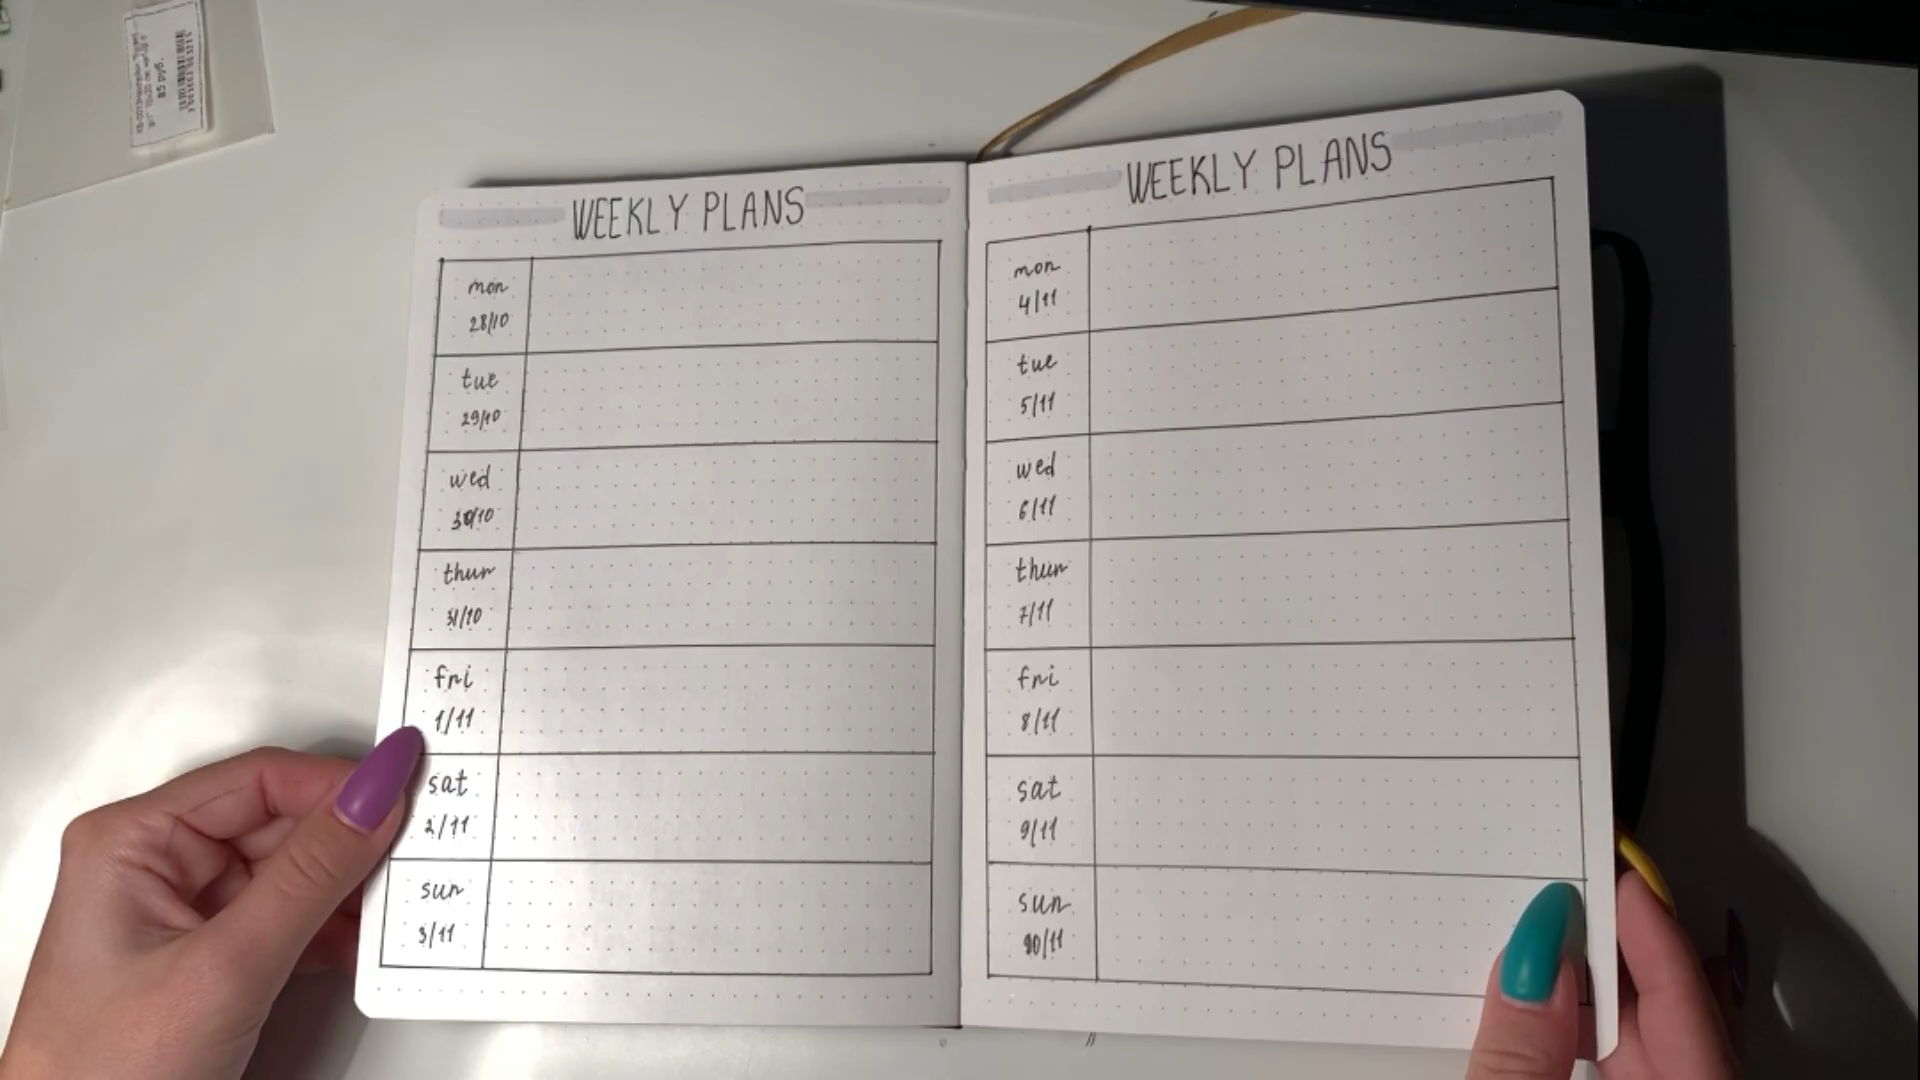 85 руб.
WEEKLY PLANS
mon
28/10
tue
29/10
wed
30/10
thur
31/10
fri
1/11
sat
2/11
sun
3/11
WEEKLY PLANS
mon
4/11
tue
5/11
wed
6/11
thur
7/11
fri
8/11
sat
9/11
sun
10/11